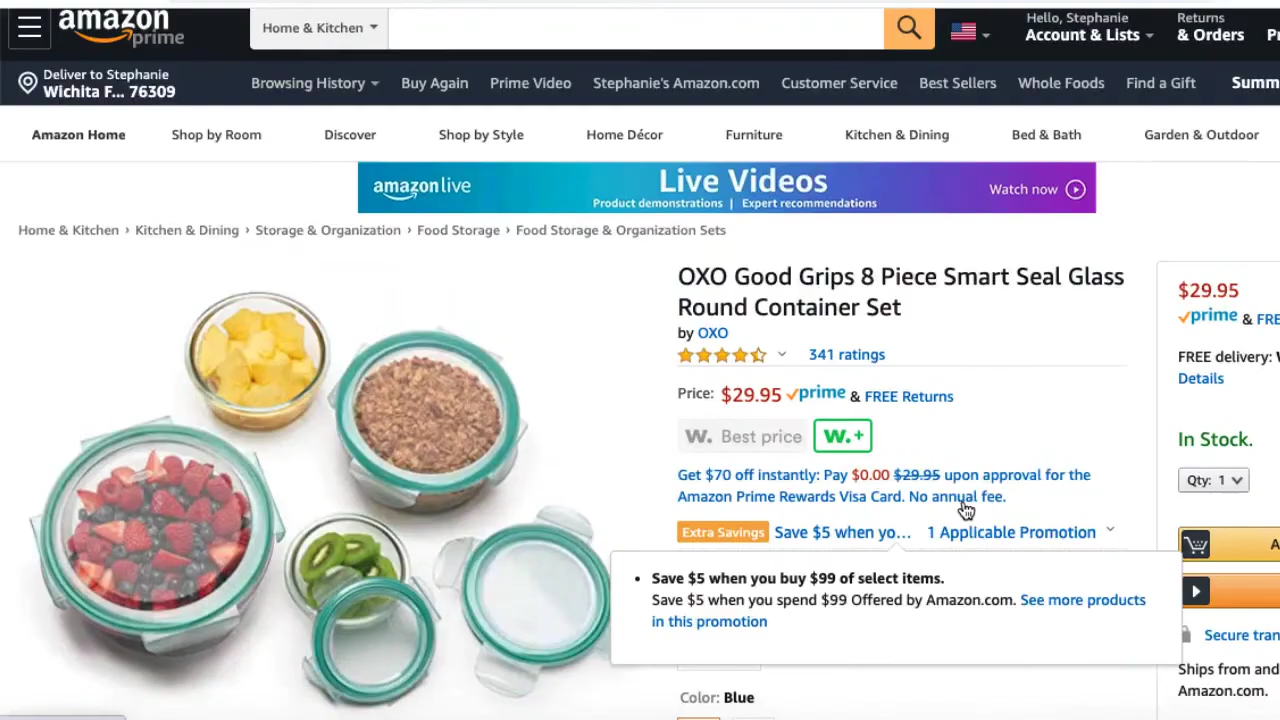 amazon
prime
Home & Kitchen
Hello, Stephanie
Account & Lists
Returns
& Orders
Deliver to Stephanie
Wichita F... 76309
Browsing History
Buy Again
Prime Video
Stephanie's Amazon.com
Customer Service
Best Sellers
Whole Foods
Find a Gift
Amazon Home
Shop by Room
Discover
Shop by Style
Home Décor
Furniture
Kitchen & Dining
Bed & Bath
Garden & Outdoor
amazon live
Live Videos
Product demonstrations | Expert recommendations
Watch now
Home & Kitchen › Kitchen & Dining › Storage & Organization › Food Storage › Food Storage & Organization Sets
OXO Good Grips 8 Piece Smart Seal Glass
Round Container Set
by OXO
341 ratings
Price: $29.95 prime & FREE Returns
W. Best price
W.+
Get $70 off instantly: Pay $0.00 $29.95 upon approval for the
Amazon Prime Rewards Visa Card. No annual fee.
Extra Savings Save $5 when yo... 1 Applicable Promotion
• Save $5 when you buy $99 of select items.
Save $5 when you spend $99 Offered by Amazon.com. See more products
in this promotion
Color: Blue
$29.95
prime &
FREE delivery:
Details
In Stock.
Qty: 1
Secure
Ships from and
Amazon.com.